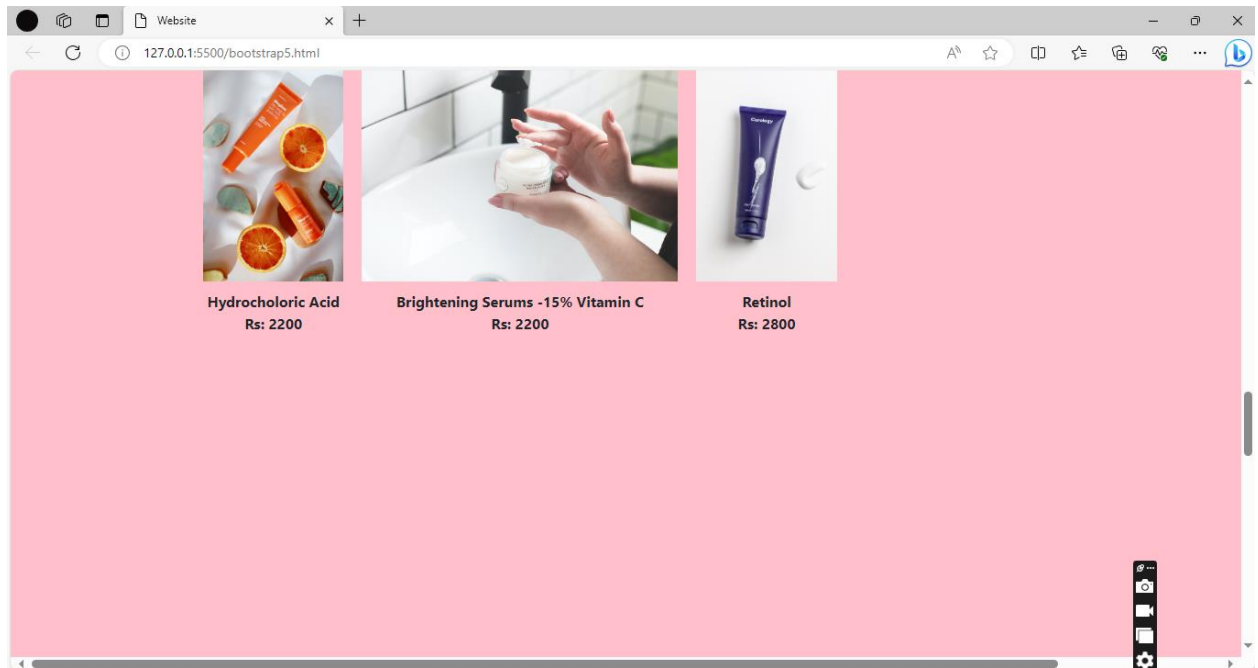 Website
127.0.0.1:5500/bootstrap5.html
Curology
Hydrocholoric Acid
Rs: 2200
Brightening Serums -15% Vitamin C
Rs: 2200
Retinol
Rs: 2800